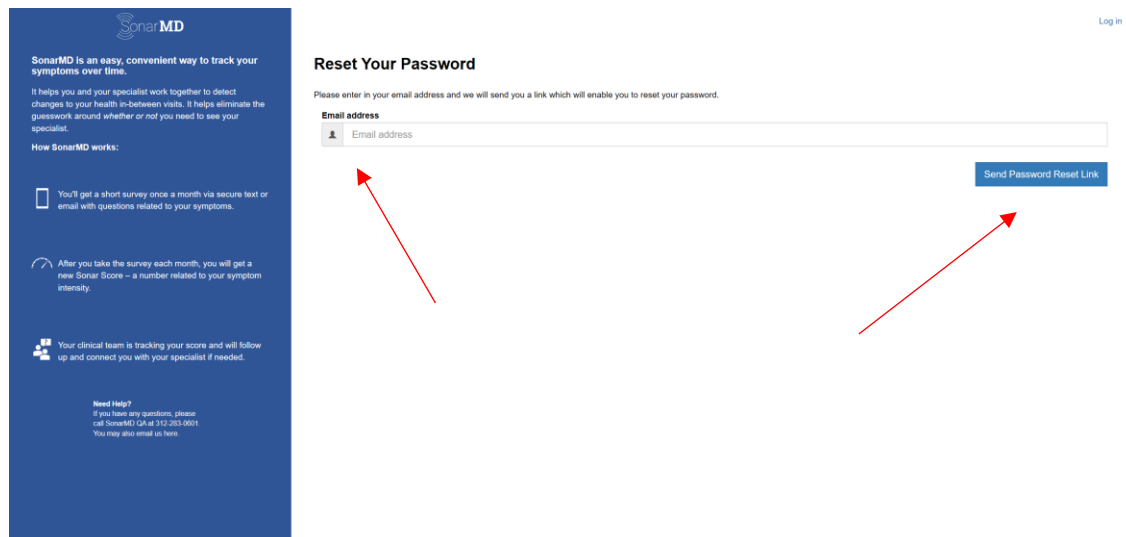 SonarMD
SonarMD is an easy, convenient way to track your
symptoms over time.
It helps you and your specialist work together to detect
changes to your health in-between visits. It helps eliminate the
guesswork around whether or not you need to see your
specialist.
How SonarMD works:
You'll get a short survey once a month via secure text or
email with questions related to your symptoms.
After you take the survey each month, you will get a
new Sonar Score – a number related to your symptom
intensity.
Your clinical team is tracking your score and will follow
up and connect you with your specialist if needed.
Need Help?
If you have any questions, please
call SonarMD QA at 312-283-0601.
You may also email us here.
Log in
Reset Your Password
Please enter in your email address and we will send you a link which will enable you to reset your password.
Email address
Email address
Send Password Reset Link